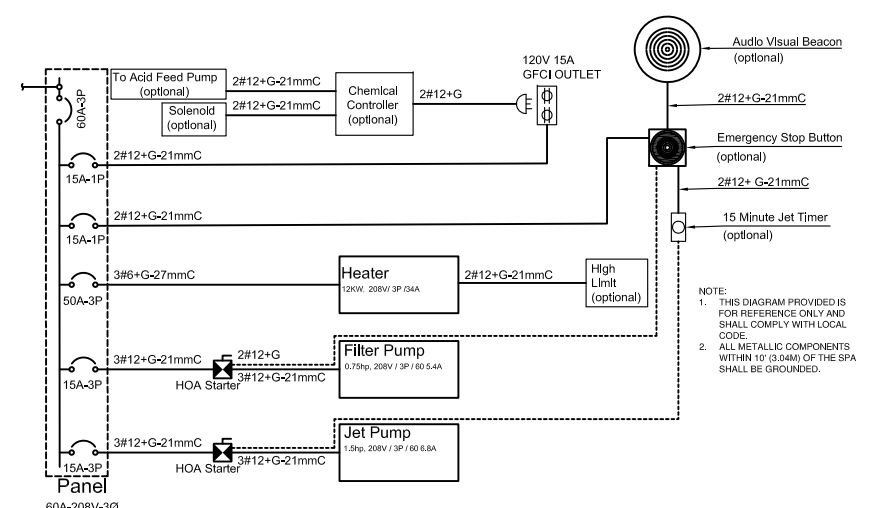 Audio Visual Beacon
(optional)
120V 15A
GFCI OUTLET
To Acid Feed Pump
(optional)
2#12+G-21mmC
Chemical
Controller
(optional)
2#12+G
Solenoid
(optional)
2#12+G-21mmC
60A-3P
2#12+G-21mmC
Emergency Stop Button
(optional)
2#12+G-21mmC
15A-1P
2#12+ G-21mmC
2#12+G-21mmC
15A-1P
15 Minute Jet Timer
(optional)
3#6+G-27mmC
50A-3P
Heater
12KW, 208V/ 3P /34A
2#12+G-21mmC
High
Limit
(optional)
NOTE:
1. THIS DIAGRAM PROVIDED IS
FOR REFERENCE ONLY AND
SHALL COMPLY WITH LOCAL
CODE.
2. ALL METALLIC COMPONENTS
WITHIN 10' (3.04M) OF THE SPA
SHALL BE GROUNDED.
3#12+G-21mmC
15A-3P
2#12+G
HOA Starter
3#12+G-21mmC
Filter Pump
0.75hp, 208V / 3P / 60 5.4A
3#12+G-21mmC
15A-3P
HOA Starter
3#12+G-21mmC
Jet Pump
1.5hp, 208V / 3P / 60 6.8A
Panel
60A-208V-3Ø